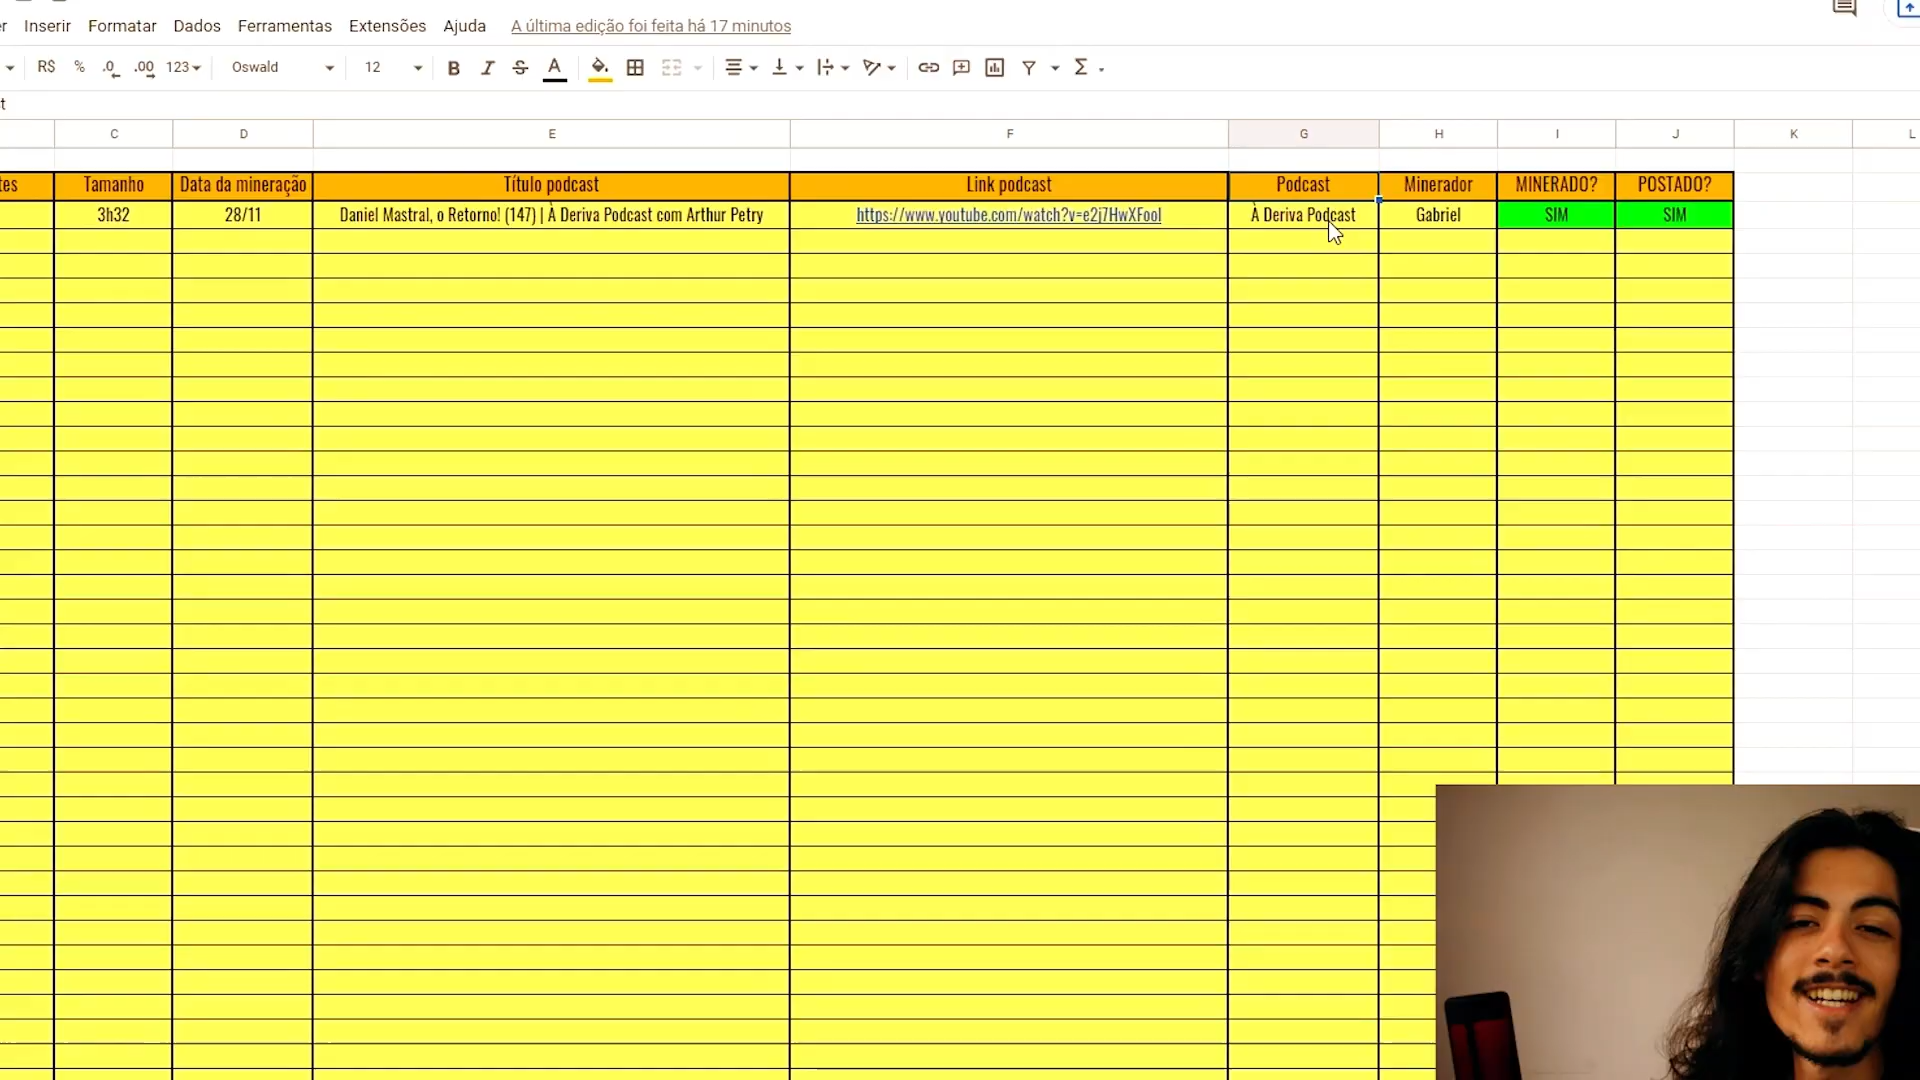 Inserir Formatar Dados Ferramentas Extensões Ajuda A última edição foi feita há 17 minutos
R$ % .0 .00 123 Oswald 12 B I S A Σ
C D E F G H I J K L
Tamanho Data da mineração Título podcast Link podcast Podcast Minerador MINERADO? POSTADO?
3h32 28/11 Daniel Mastral, o Retorno! (147) | À Deriva Podcast com Arthur Petry https://www.youtube.com/watch?v=e2j7HwXFooI À Deriva Podcast Gabriel SIM SIM